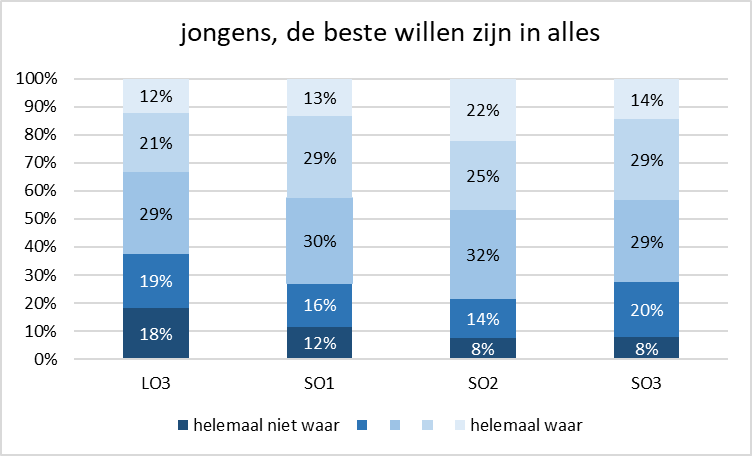 jongens, de beste willen zijn in alles
100%
90%
80%
70%
60%
50%
40%
30%
20%
10%
0%
12% 13% 22% 14%
21% 29% 25% 29%
29% 30% 32% 29%
19% 16% 14% 20%
18% 12% 8% 8%
LO3 SO1 SO2 SO3
helemaal niet waar helemaal waar